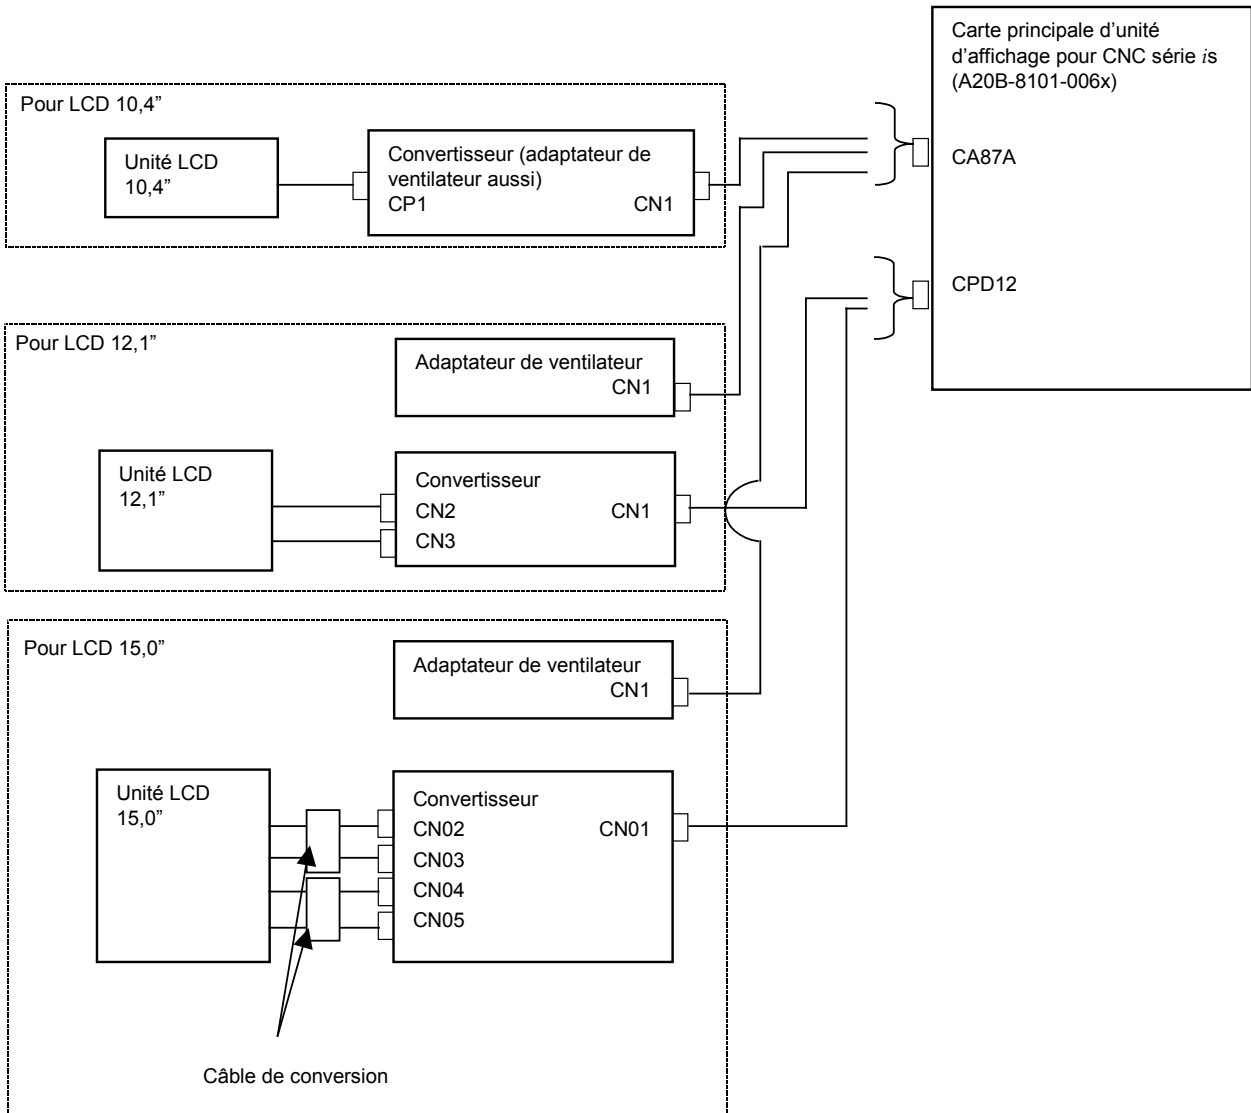 Carte principale d’unité
d’affichage pour CNC série is
(A20B-8101-006x)
CA87A
CPD12
Pour LCD 10,4”
Unité LCD
10,4”
Convertisseur (adaptateur de
ventilateur aussi)
CP1 CN1
Pour LCD 12,1”
Adaptateur de ventilateur
CN1
Unité LCD
12,1”
Convertisseur
CN2 CN1
CN3
Pour LCD 15,0”
Adaptateur de ventilateur
CN1
Unité LCD
15,0”
Convertisseur
CN02 CN01
CN03
CN04
CN05
Câble de conversion